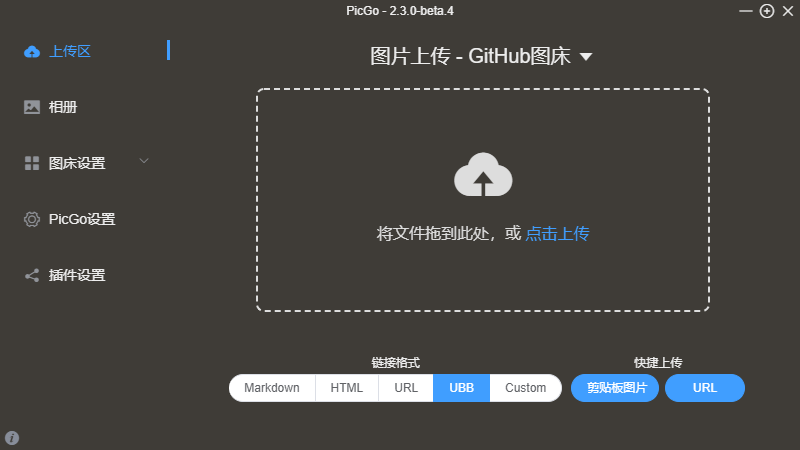 PicGo - 2.3.0-beta.4
上传区
相册
图床设置
PicGo设置
插件设置
图片上传 - GitHub图床
将文件拖到此处，或 点击上传
链接格式
Markdown HTML URL UBB Custom
快捷上传
剪贴板图片 URL